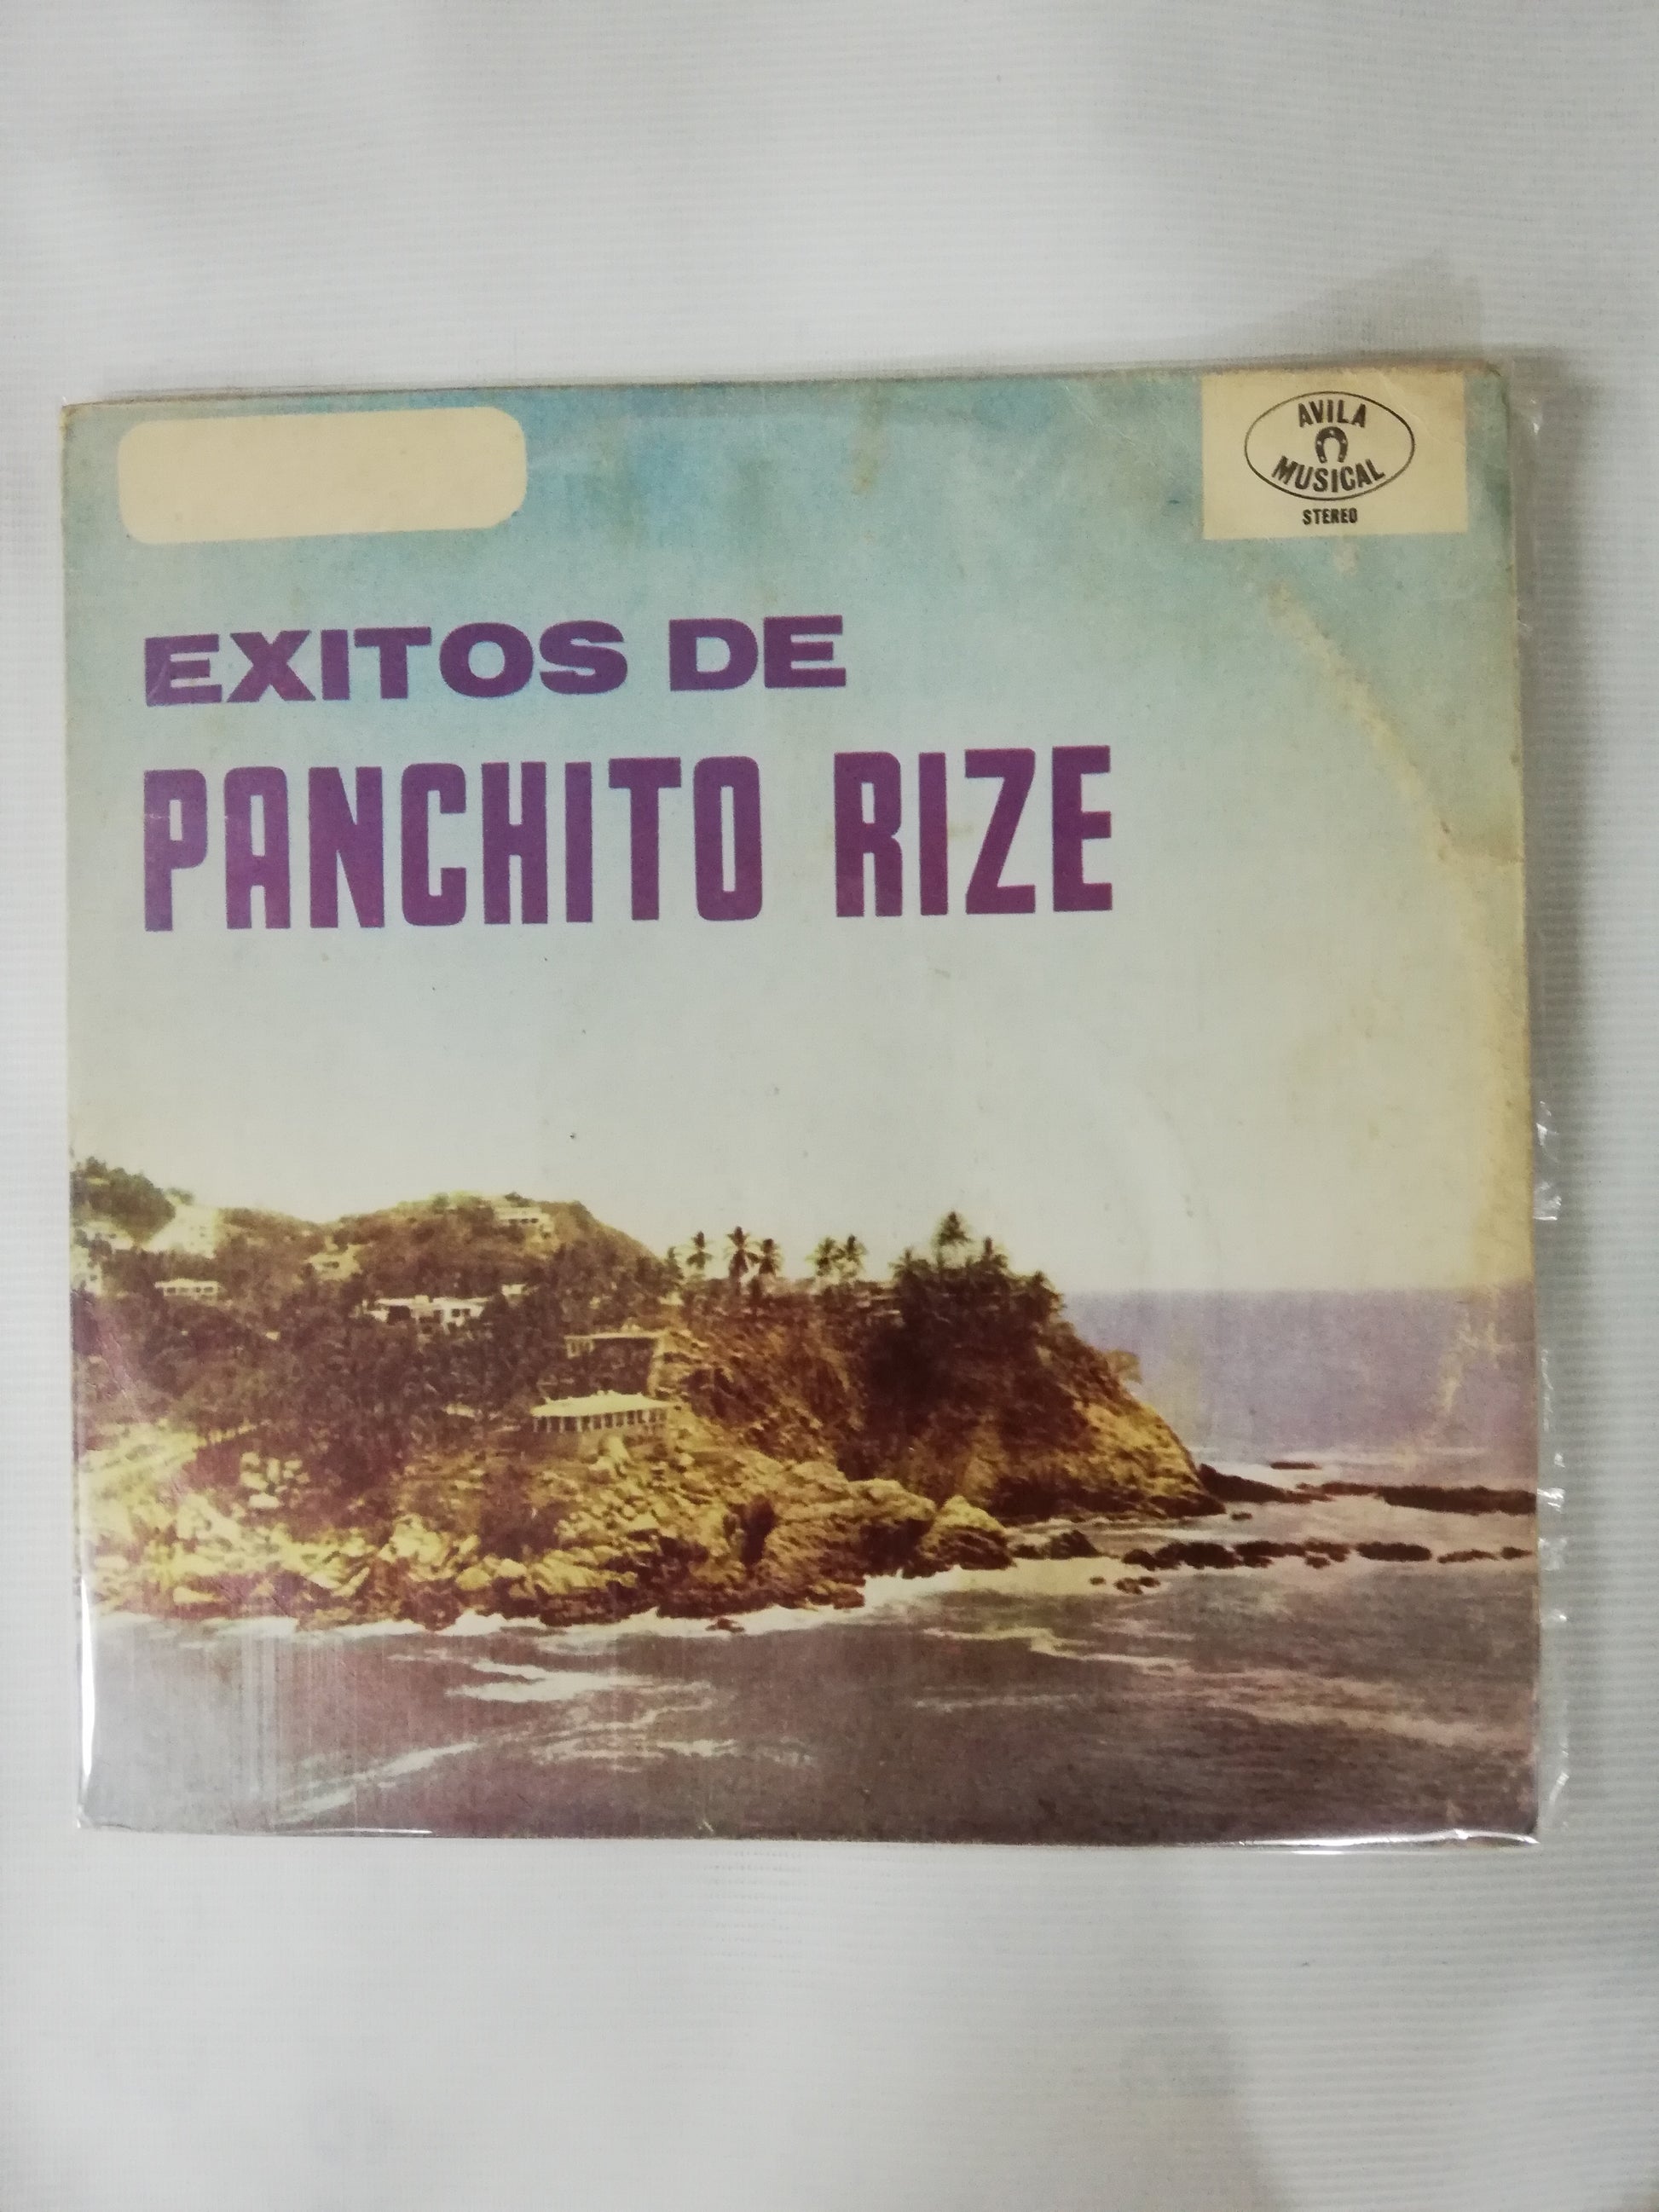 AVILA
MUSICAL
STEREO
EXITOS DE
PANCHITO RIZE